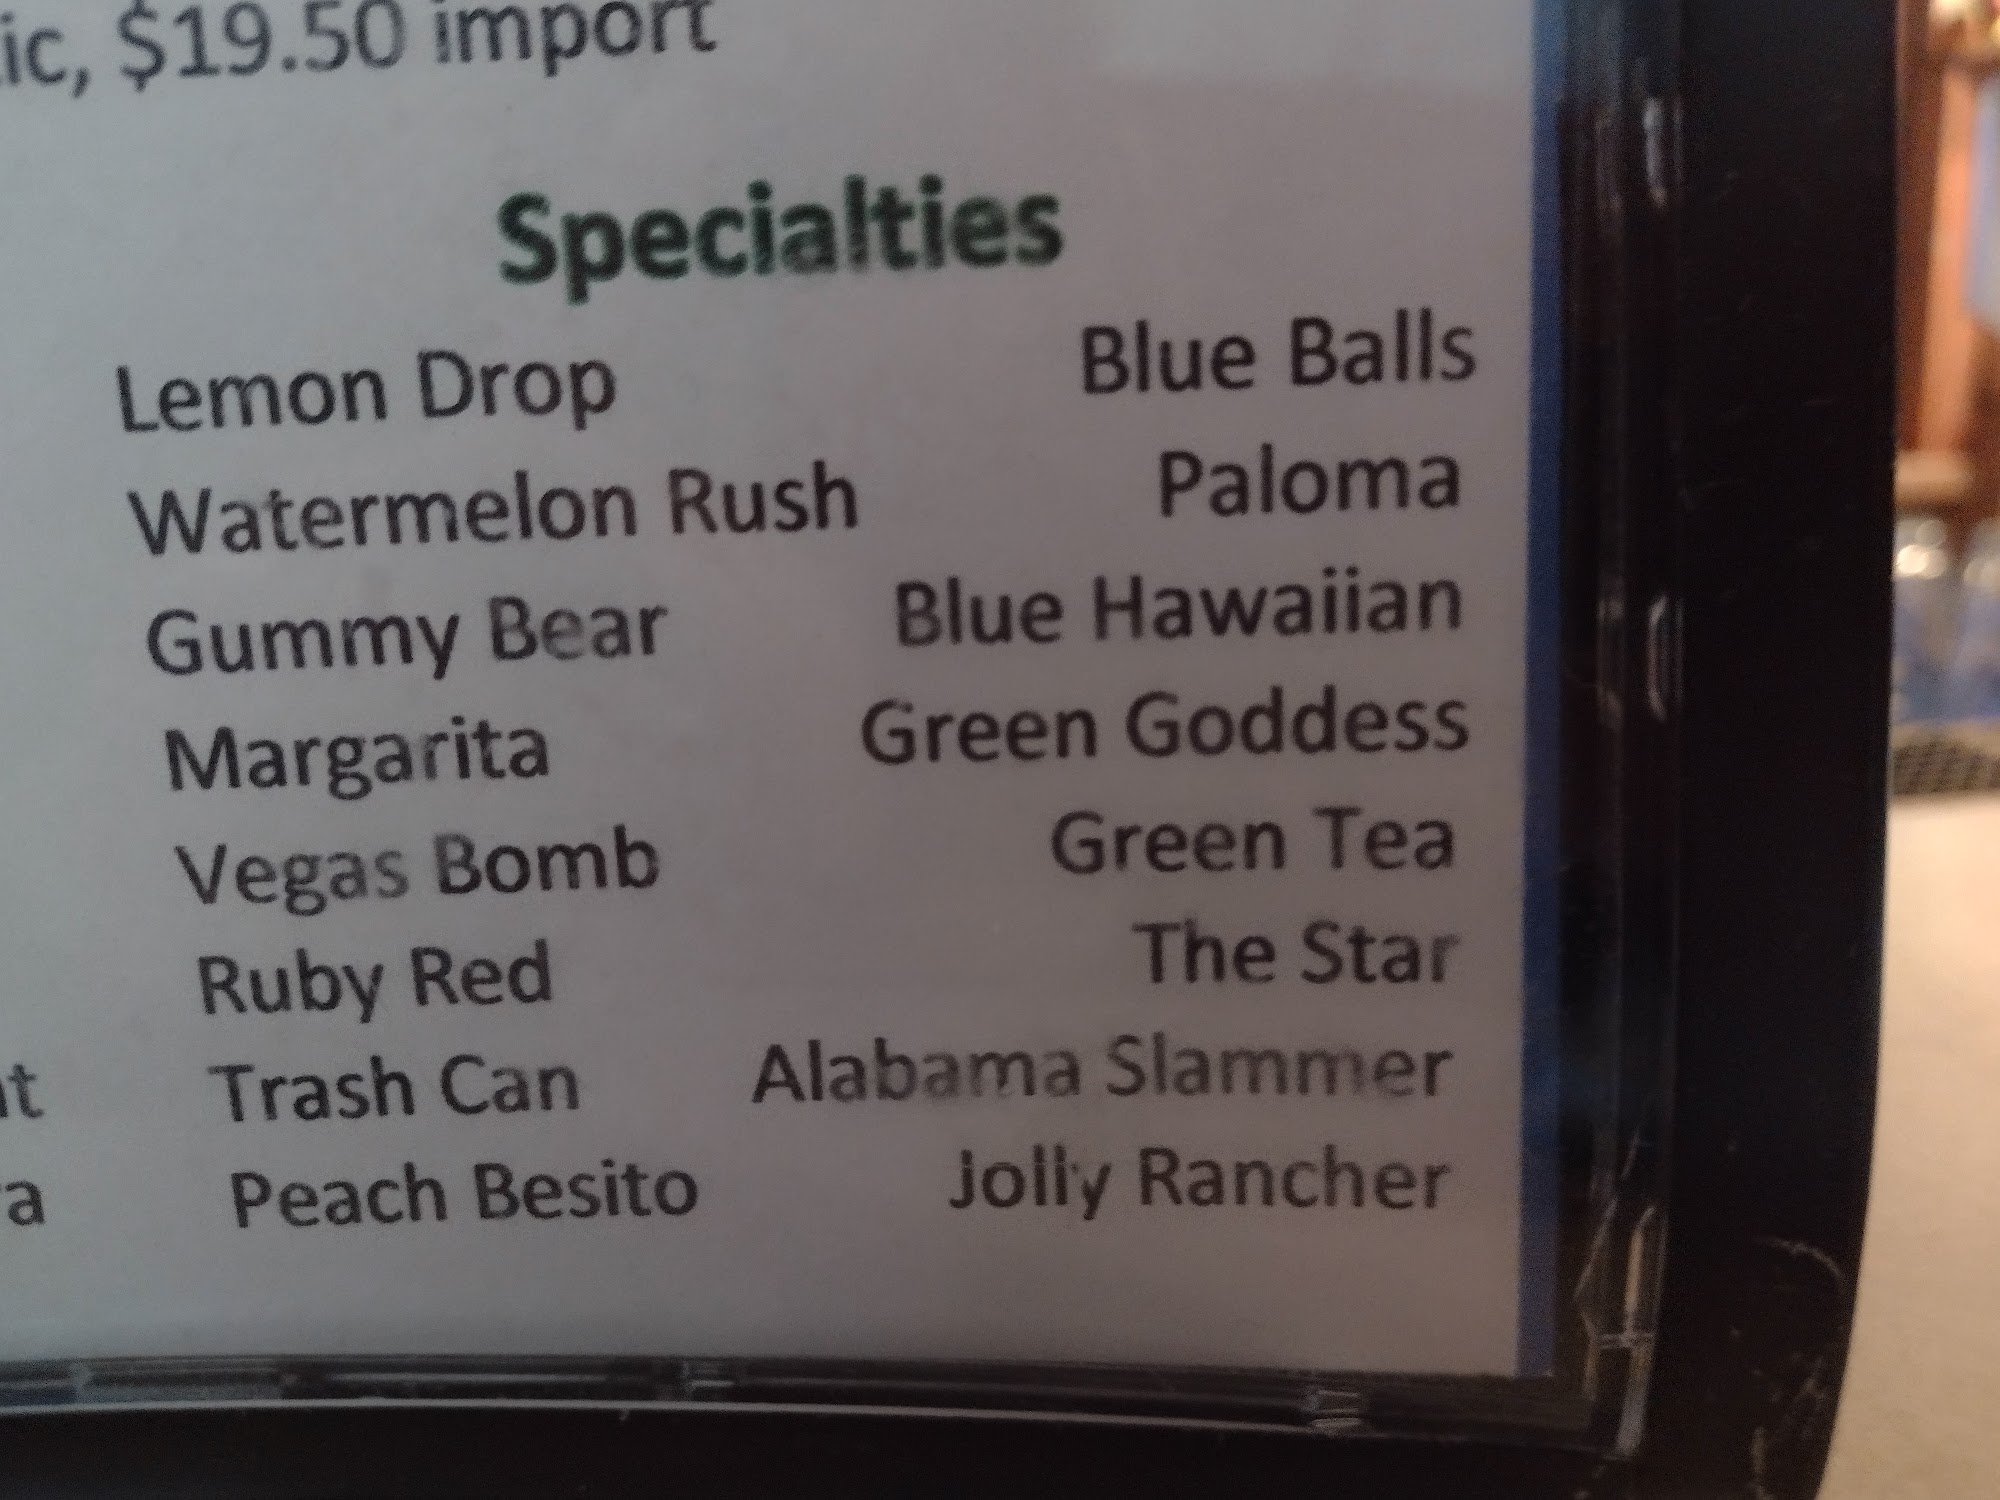 ic, $19.50 import
Specialties
Lemon Drop Blue Balls
Watermelon Rush Paloma
Gummy Bear Blue Hawaiian
Margarita Green Goddess
Vegas Bomb Green Tea
Ruby Red The Star
Trash Can Alabama Slammer
Peach Besito Jolly Rancher